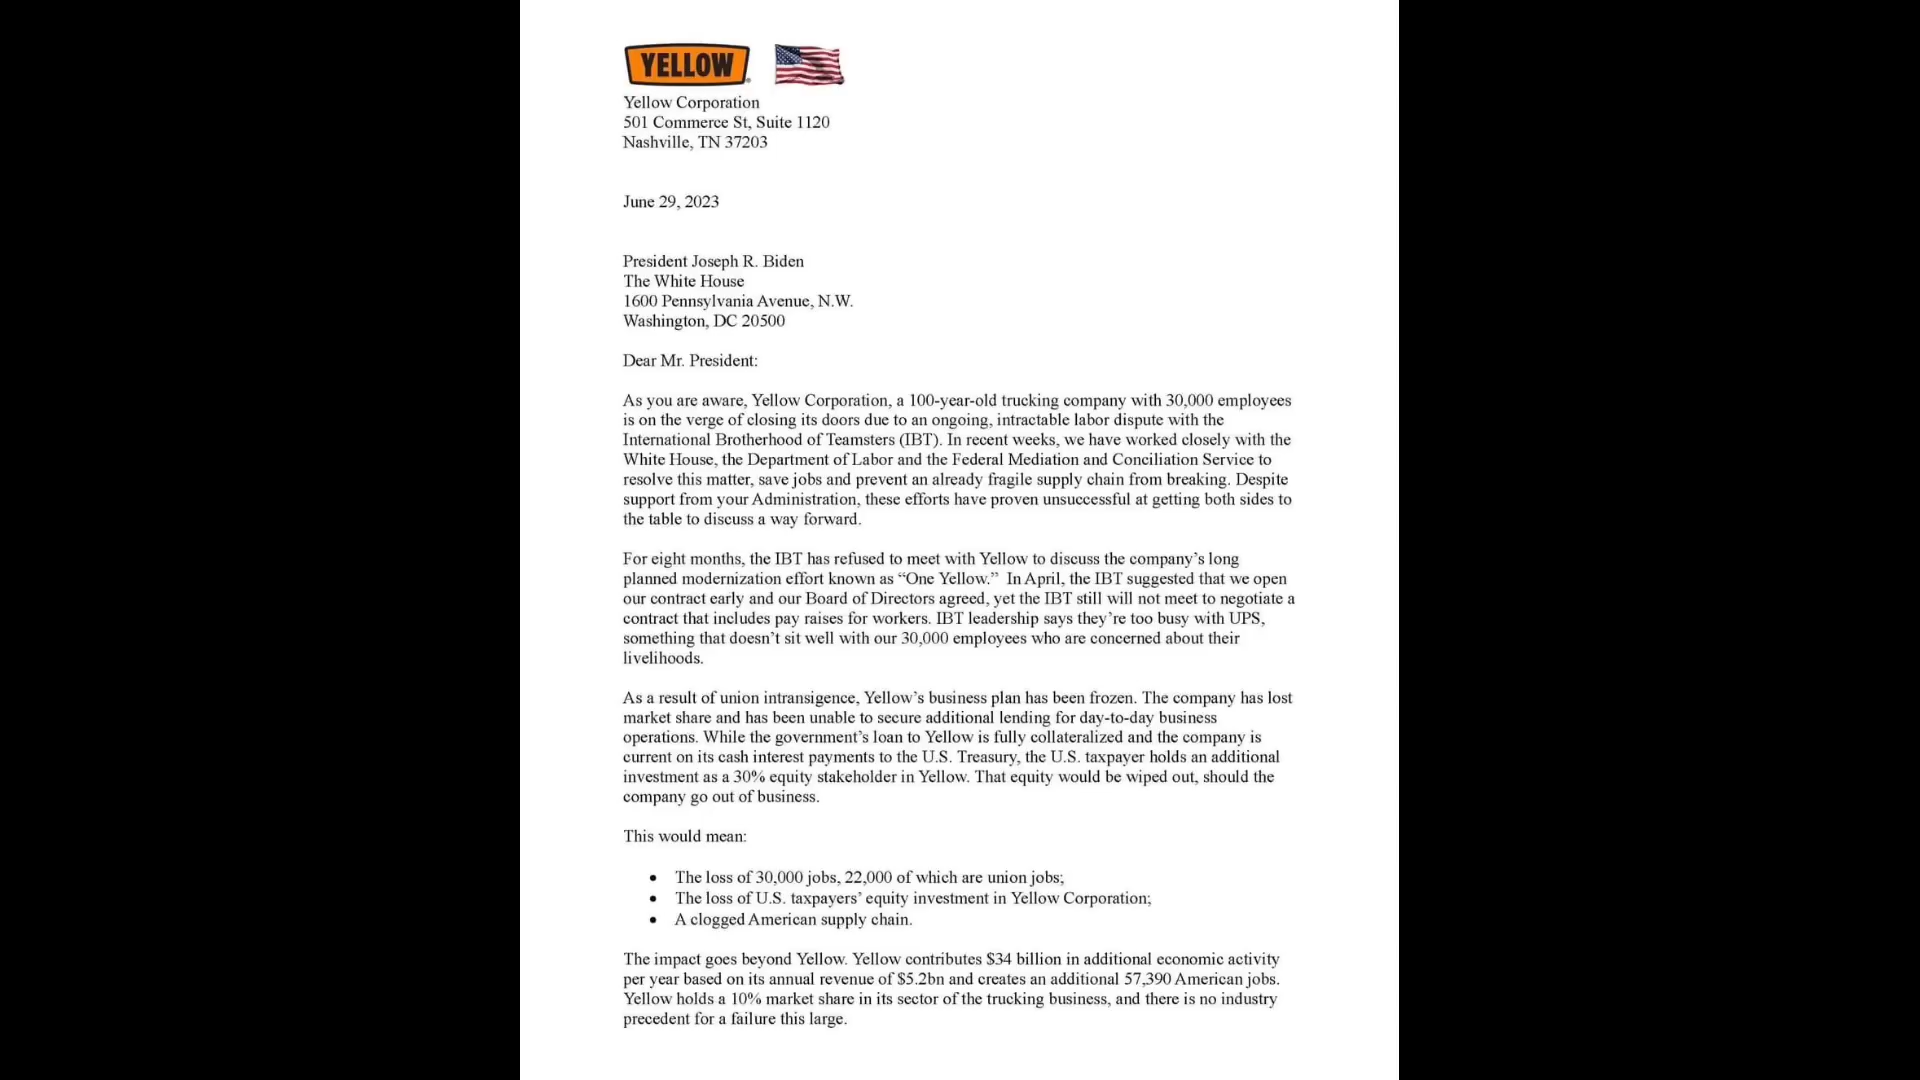 YELLOW
Yellow Corporation
501 Commerce St, Suite 1120
Nashville, TN 37203
June 29, 2023
President Joseph R. Biden
The White House
1600 Pennsylvania Avenue, N.W.
Washington, DC 20500
Dear Mr. President:
As you are aware, Yellow Corporation, a 100-year-old trucking company with 30,000 employees
is on the verge of closing its doors due to an ongoing, intractable labor dispute with the
International Brotherhood of Teamsters (IBT). In recent weeks, we have worked closely with the
White House, the Department of Labor and the Federal Mediation and Conciliation Service to
resolve this matter, save jobs and prevent an already fragile supply chain from breaking. Despite
support from your Administration, these efforts have proven unsuccessful at getting both sides to
the table to discuss a way forward.
For eight months, the IBT has refused to meet with Yellow to discuss the company’s long
planned modernization effort known as “One Yellow.” In April, the IBT suggested that we open
our contract early and our Board of Directors agreed, yet the IBT still will not meet to negotiate a
contract that includes pay raises for workers. IBT leadership says they’re too busy with UPS,
something that doesn’t sit well with our 30,000 employees who are concerned about their
livelihoods.
As a result of union intransigence, Yellow’s business plan has been frozen. The company has lost
market share and has been unable to secure additional lending for day-to-day business
operations. While the government’s loan to Yellow is fully collateralized and the company is
current on its cash interest payments to the U.S. Treasury, the U.S. taxpayer holds an additional
investment as a 30% equity stakeholder in Yellow. That equity would be wiped out, should the
company go out of business.
This would mean:
• The loss of 30,000 jobs, 22,000 of which are union jobs;
• The loss of U.S. taxpayers’ equity investment in Yellow Corporation;
• A clogged American supply chain.
The impact goes beyond Yellow. Yellow contributes $34 billion in additional economic activity
per year based on its annual revenue of $5.2bn and creates an additional 57,390 American jobs.
Yellow holds a 10% market share in its sector of the trucking business, and there is no industry
precedent for a failure this large.